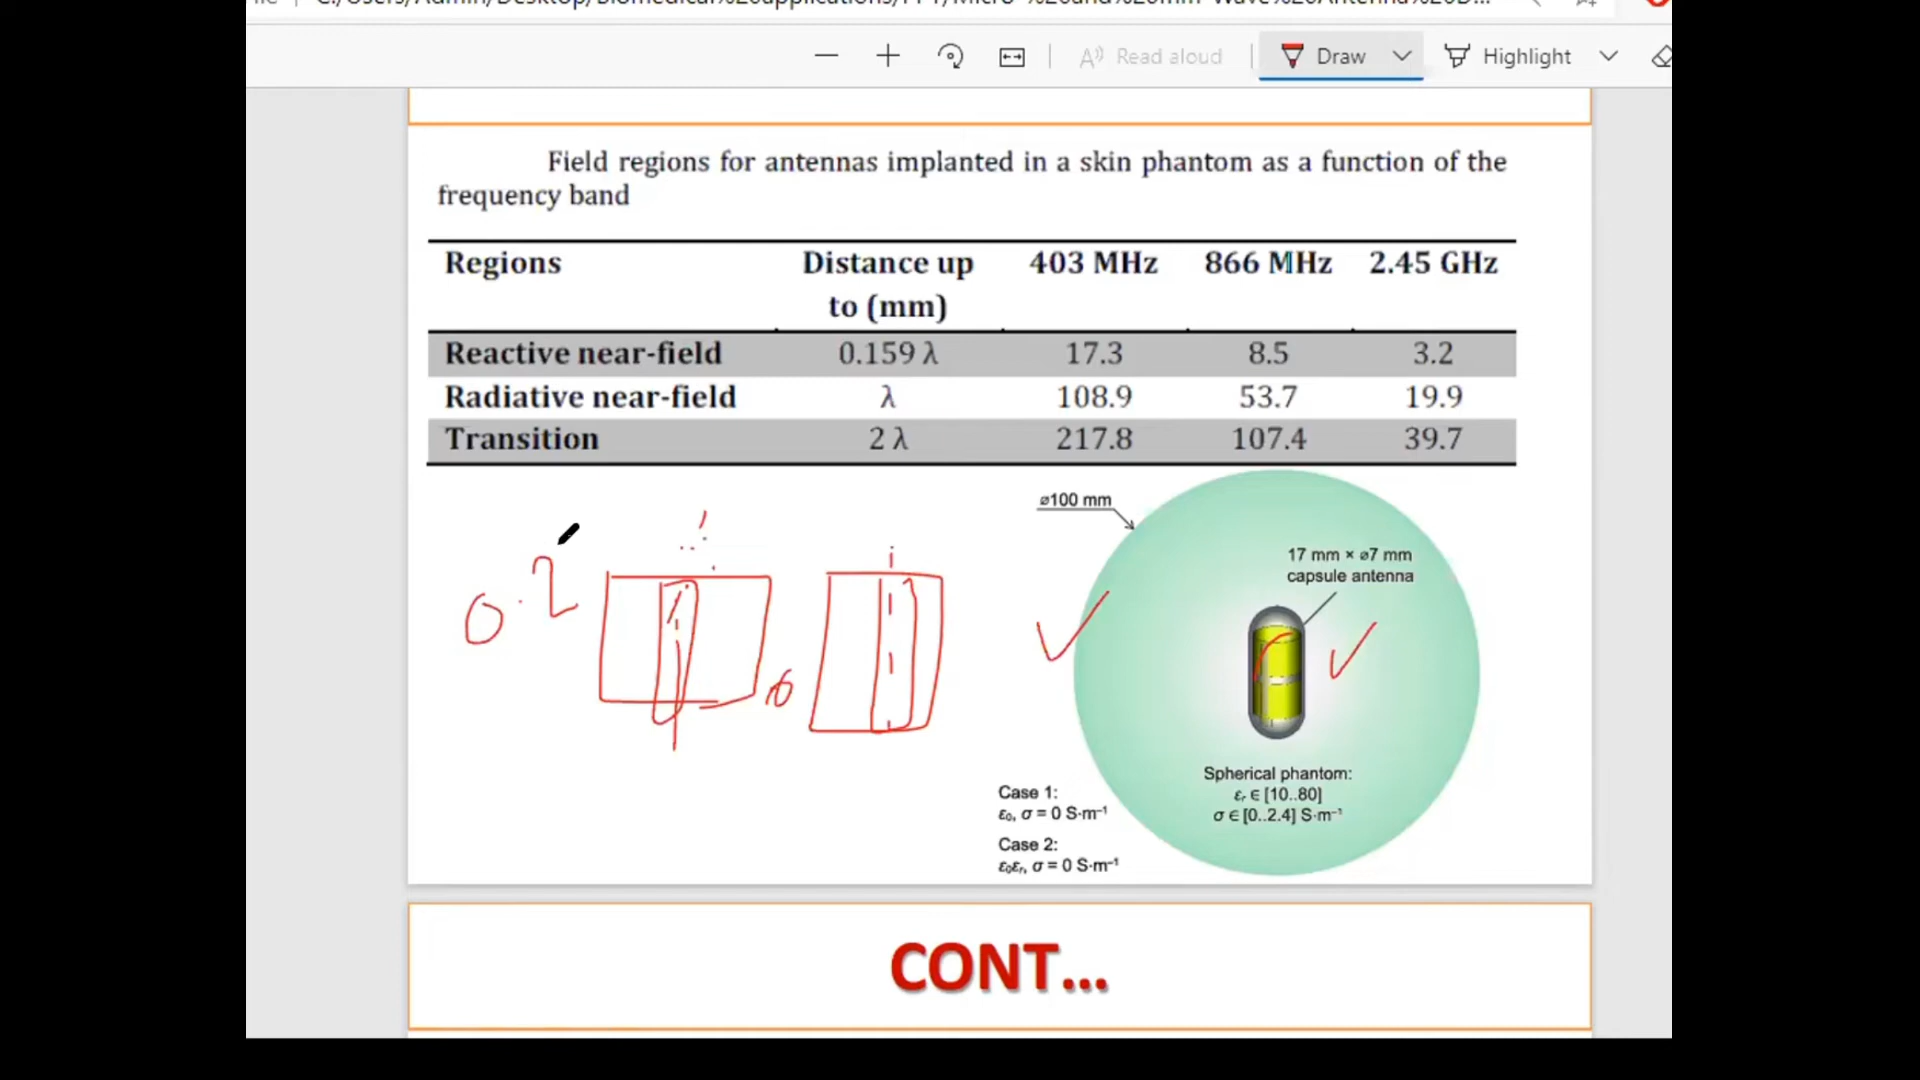 Read aloud
Draw
Highlight
Field regions for antennas implanted in a skin phantom as a function of the
frequency band
Regions Distance up 403 MHz 866 MHz 2.45 GHz
to (mm)
Reactive near-field 0.159 λ 17.3 8.5 3.2
Radiative near-field λ 108.9 53.7 19.9
Transition 2 λ 217.8 107.4 39.7
⌀100 mm
17 mm × ⌀7 mm
capsule antenna
0.2
Spherical phantom:
εᵣ ∈ [10..80]
σ ∈ [0..2.4] S·m⁻¹
Case 1:
ε₀, σ = 0 S·m⁻¹
Case 2:
ε₀εᵣ, σ = 0 S·m⁻¹
CONT...